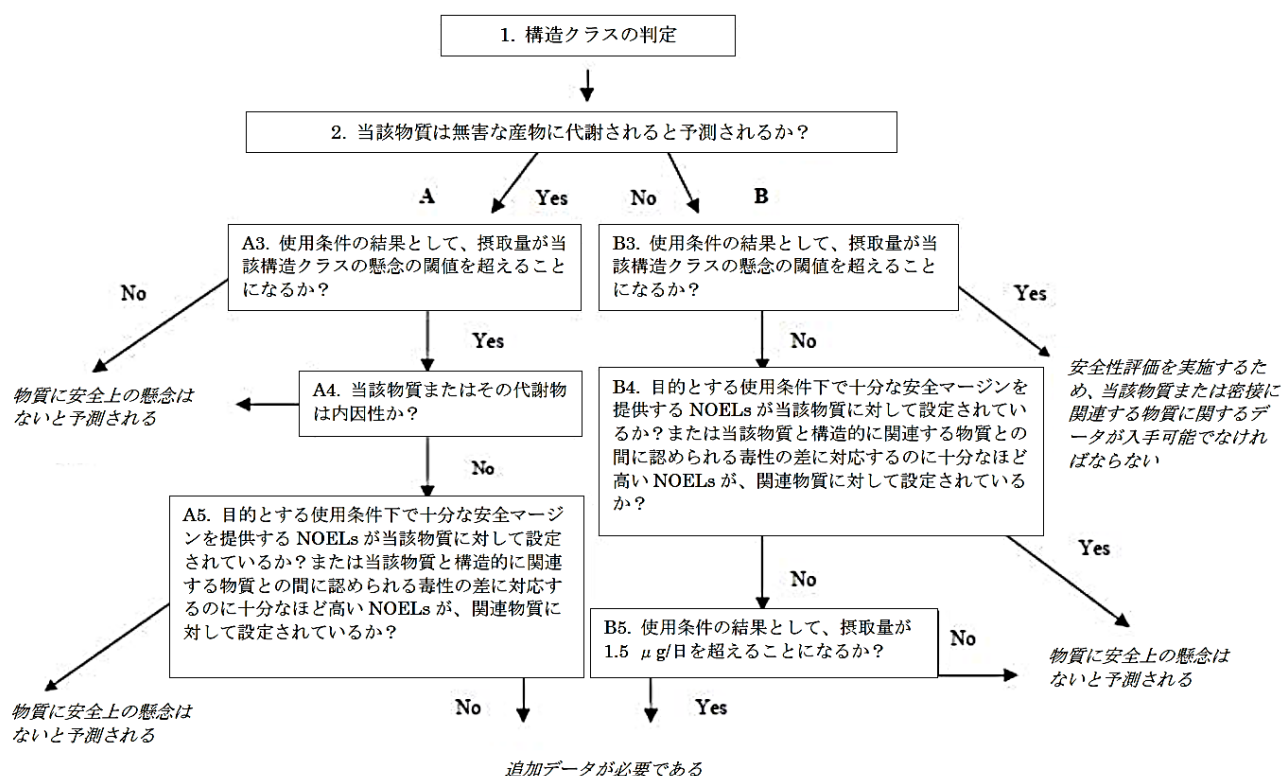 1. 構造クラスの判定
2. 当該物質は無害な産物に代謝されると予測されるか？
A
Yes
No
B
A3. 使用条件の結果として、摂取量が当
該構造クラスの懸念の閾値を超えること
になるか？
B3. 使用条件の結果として、摂取量が当
該構造クラスの懸念の閾値を超えること
になるか？
No
Yes
Yes
No
物質に安全上の懸念は
ないと予測される
A4. 当該物質またはその代謝物
は内因性か？
B4. 目的とする使用条件下で十分な安全マージンを
提供する NOELs が当該物質に対して設定されてい
るか？または当該物質と構造的に関連する物質との
間に認められる毒性の差に対応するのに十分なほど
高い NOELs が、関連物質に対して設定されている
か？
安全性評価を実施するた
め、当該物質または密接に
関連する物質に関するデ
ータが入手可能でなけれ
ばならない
No
A5. 目的とする使用条件下で十分な安全マージ
ンを提供する NOELs が当該物質に対して設定
されているか？または当該物質と構造的に関連
する物質との間に認められる毒性の差に対応す
るのに十分なほど高い NOELs が、関連物質に
対して設定されているか？
No
Yes
B5. 使用条件の結果として、摂取量が
1.5 μg/日を超えることになるか？
No
物質に安全上の懸念は
ないと予測される
物質に安全上の懸念は
ないと予測される
No
Yes
追加データが必要である